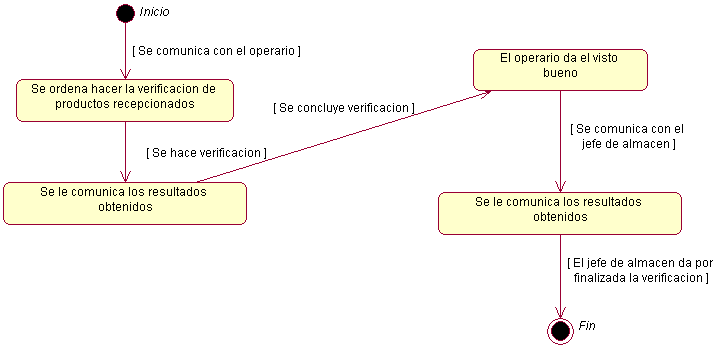 Inicio
[ Se comunica con el operario ]
Se ordena hacer la verificacion de
productos recepcionados
[ Se hace verificacion ]
Se le comunica los resultados
obtenidos
[ Se concluye verificacion ]
El operario da el visto
bueno
[ Se comunica con el
jefe de almacen ]
Se le comunica los resultados
obtenidos
[ El jefe de almacen da por
finalizada la verificacion ]
Fin